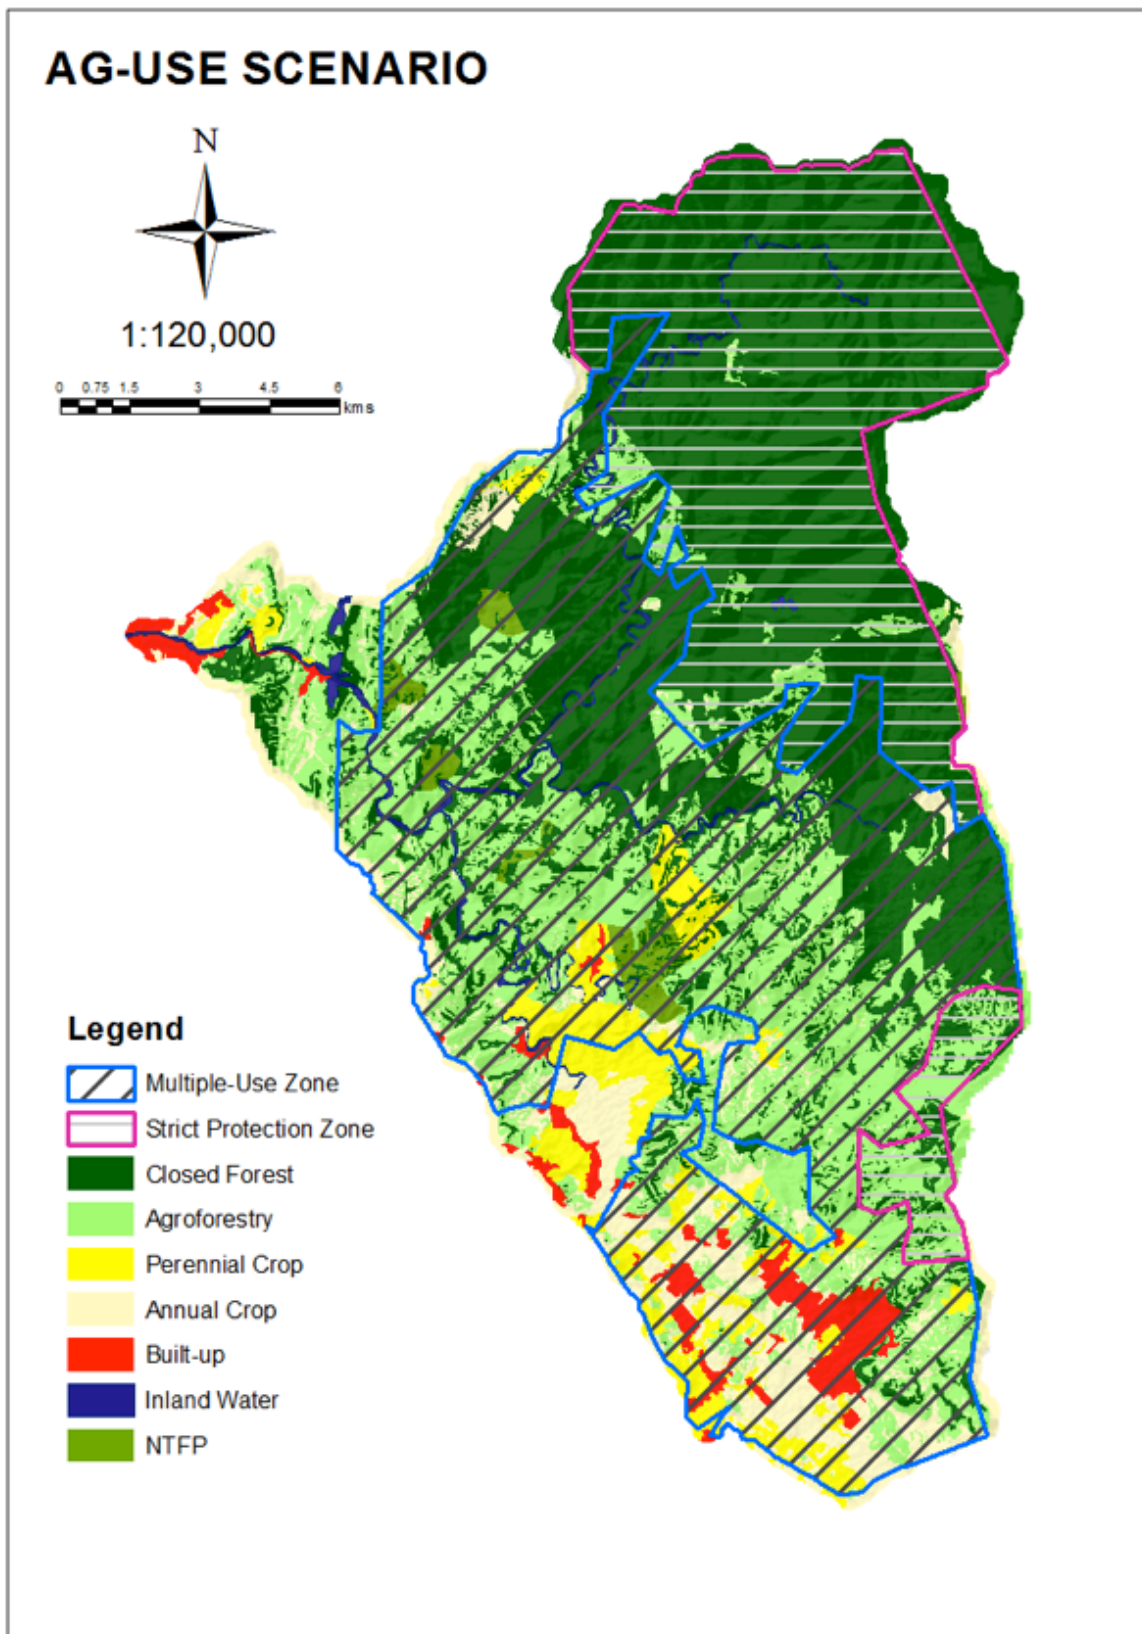 AG-USE SCENARIO
N
1:120,000
0 0.75 1.5 3 4.5 6
kms
Legend
Multiple-Use Zone
Strict Protection Zone
Closed Forest
Agroforestry
Perennial Crop
Annual Crop
Built-up
Inland Water
NTFP